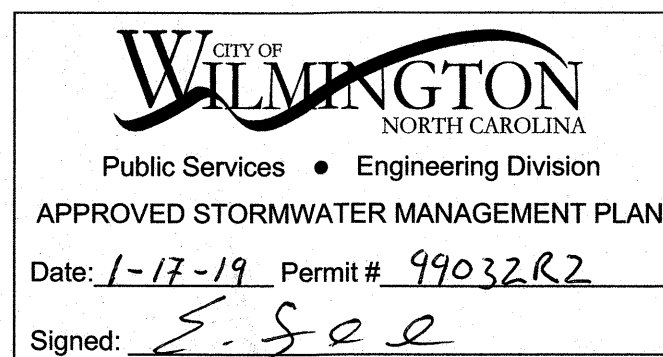 CITY OF
WILMINGTON
NORTH CAROLINA
Public Services • Engineering Division
APPROVED STORMWATER MANAGEMENT PLAN
Date: 1-17-19 Permit # 99032R2
Signed: